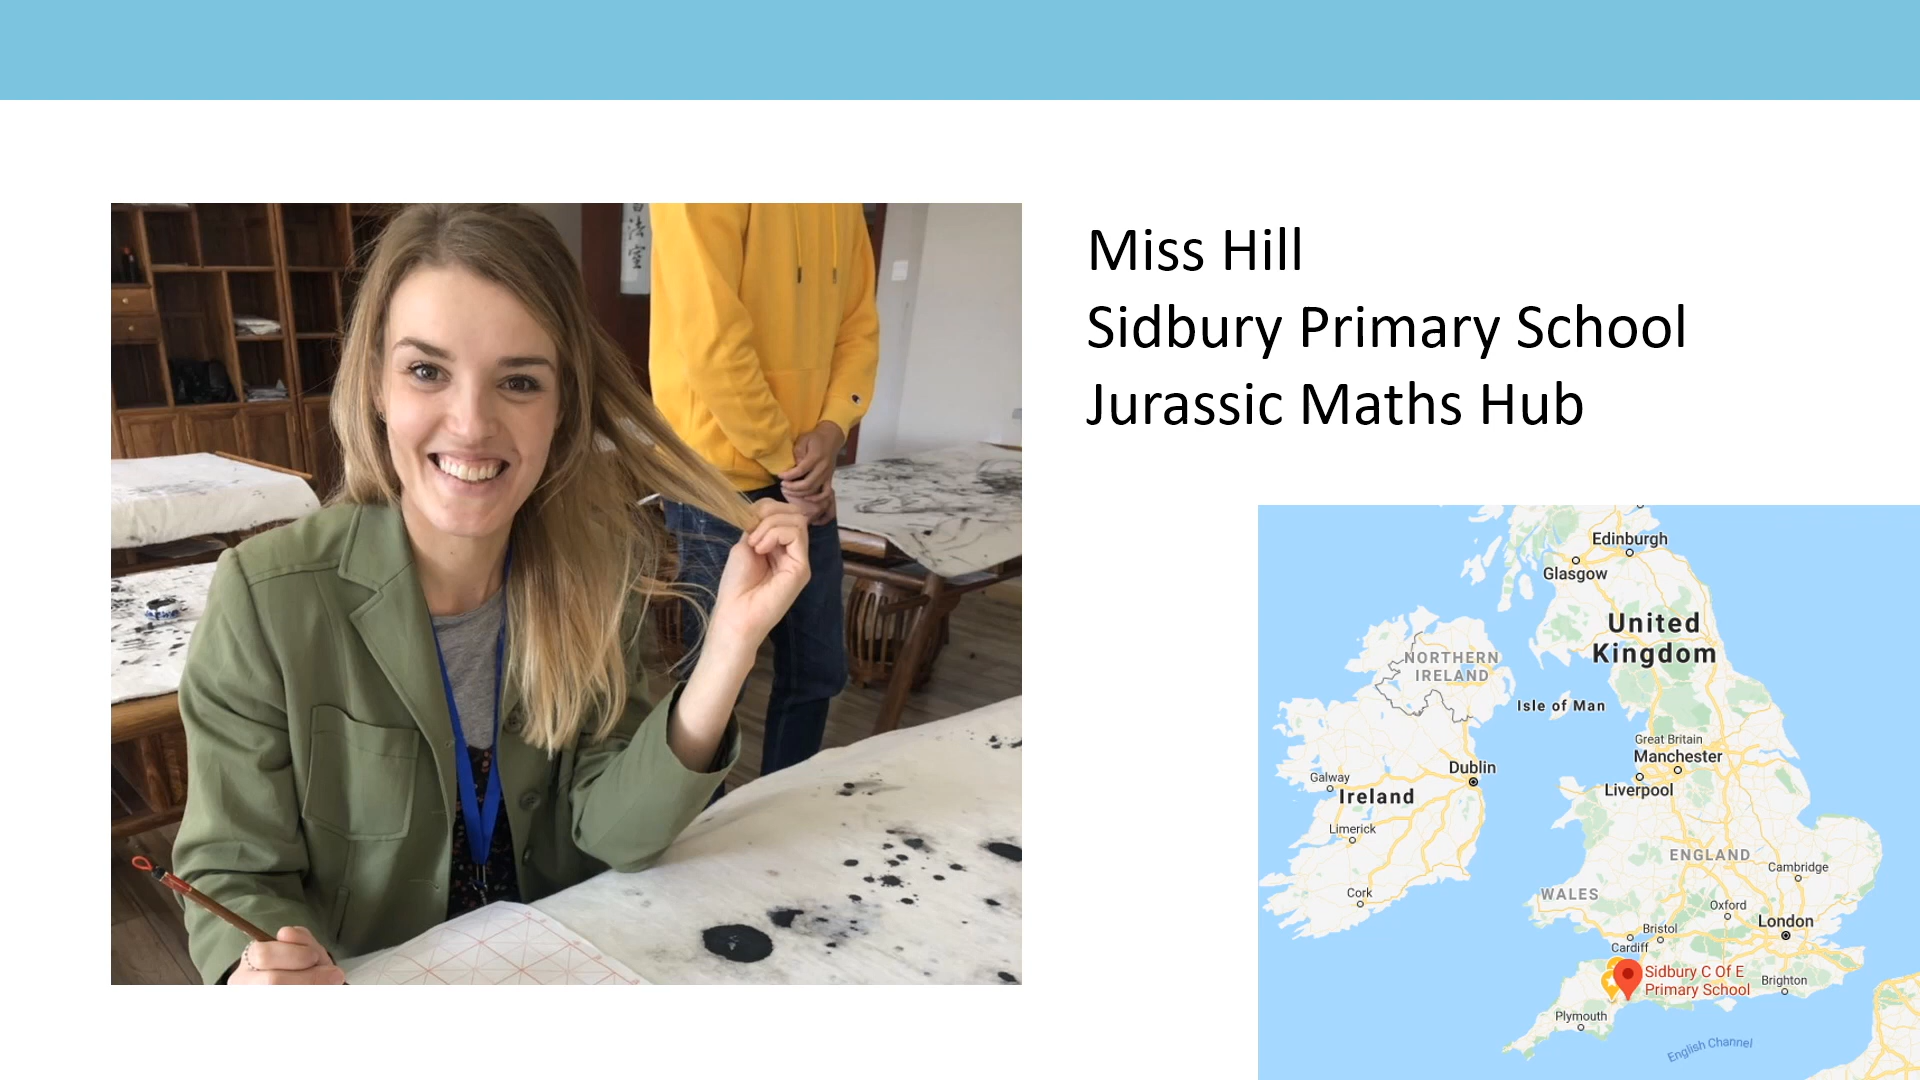 Miss Hill
Sidbury Primary School
Jurassic Maths Hub
法
室
Edinburgh
Glasgow
United
Kingdom
NORTHERN
IRELAND
Isle of Man
Great Britain
Manchester
Dublin
Galway
Liverpool
Ireland
Limerick
ENGLAND
Cambridge
Cork
WALES
Oxford
London
Bristol
Cardiff
Sidbury C Of E
Primary School
Brighton
Plymouth
English Channel